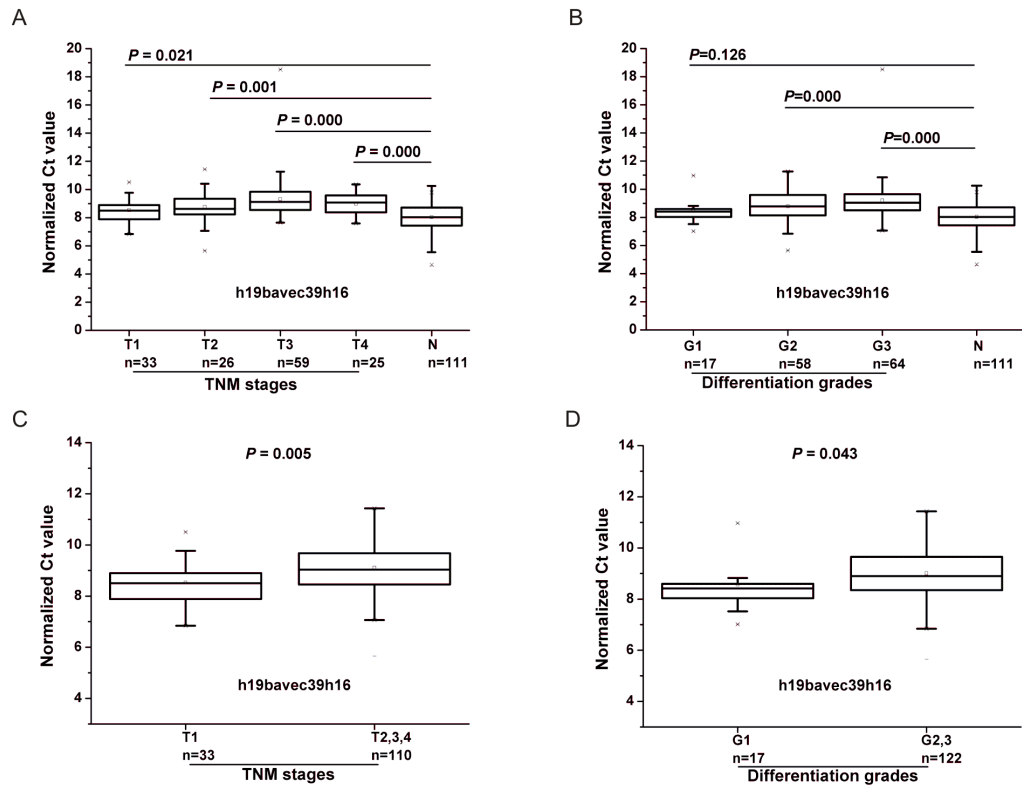 A
20
18
16
14
12
10
8
6
4
2
0
Normalized Ct value
P = 0.021
P = 0.001
P = 0.000
P = 0.000
h19bavec39h16
T1 T2 T3 T4 N
n=33 n=26 n=59 n=25 n=111
TNM stages
B
20
18
16
14
12
10
8
6
4
2
0
Normalized Ct value
P=0.126
P=0.000
P=0.000
h19bavec39h16
G1 G2 G3 N
n=17 n=58 n=64 n=111
Differentiation grades
C
14
12
10
8
6
4
Normalized Ct value
P = 0.005
h19bavec39h16
T1 T2,3,4
n=33 n=110
TNM stages
D
14
12
10
8
6
4
Normalized Ct value
P = 0.043
h19bavec39h16
G1 G2,3
n=17 n=122
Differentiation grades